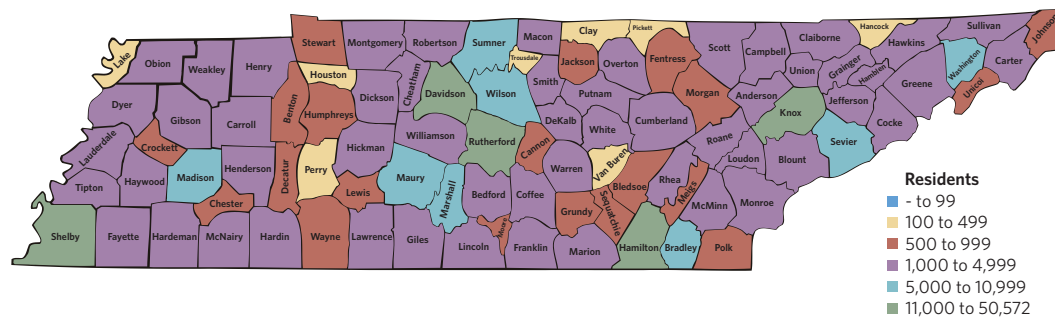 Lake
Obion
Weakley
Henry
Stewart
Montgomery
Robertson
Sumner
Macon
Clay
Pickett
Scott
Campbell
Claiborne
Hancock
Hawkins
Sullivan
Johnson
Trousdale
Jackson
Overton
Fentress
Union
Grainger
Hamblen
Washington
Carter
Houston
Dickson
Cheatham
Davidson
Wilson
Smith
Putnam
Morgan
Anderson
Knox
Jefferson
Greene
Unicoi
Dyer
Gibson
Carroll
Benton
Humphreys
Williamson
Rutherford
DeKalb
White
Cumberland
Roane
Loudon
Blount
Sevier
Cocke
Lauderdale
Crockett
Haywood
Madison
Henderson
Decatur
Perry
Hickman
Maury
Marshall
Bedford
Cannon
Coffee
Warren
Van Buren
Bledsoe
Rhea
Meigs
McMinn
Monroe
Tipton
Chester
Lewis
Moore
Grundy
Sequatchie
Shelby
Fayette
Hardeman
McNairy
Hardin
Wayne
Lawrence
Giles
Lincoln
Franklin
Marion
Hamilton
Bradley
Polk
Residents
- to 99
100 to 499
500 to 999
1,000 to 4,999
5,000 to 10,999
11,000 to 50,572